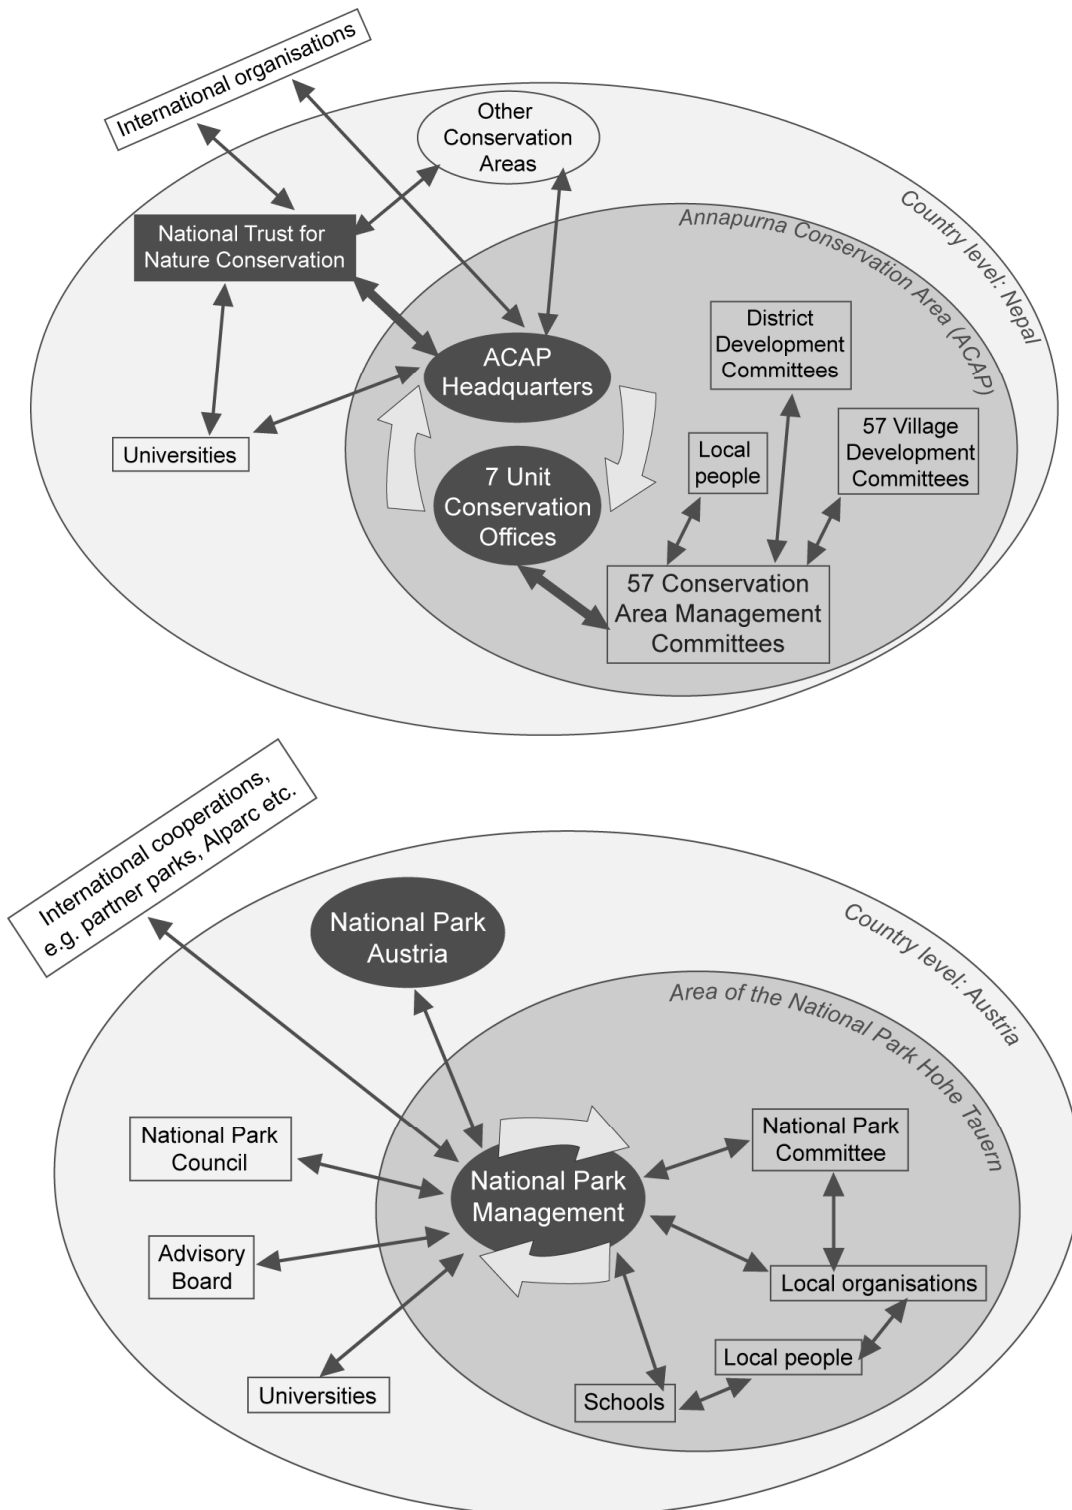 International organisations
Other
Conservation
Areas
Country level: Nepal
Annapurna Conservation Area (ACAP)
National Trust for
Nature Conservation
District
Development
Committees
ACAP
Headquarters
57 Village
Development
Committees
Local
people
Universities
7 Unit
Conservation
Offices
57 Conservation
Area Management
Committees
International cooperations,
e.g. partner parks, Alparc etc.
National Park
Austria
Country level: Austria
Area of the National Park Hohe Tauern
National Park
Council
National Park
Committee
National Park
Management
Advisory
Board
Local organisations
Local people
Universities
Schools